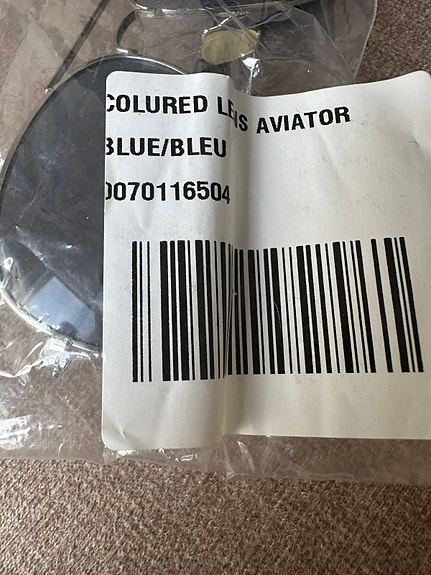 COLURED LENS AVIATOR
BLUE/BLEU
0070116504